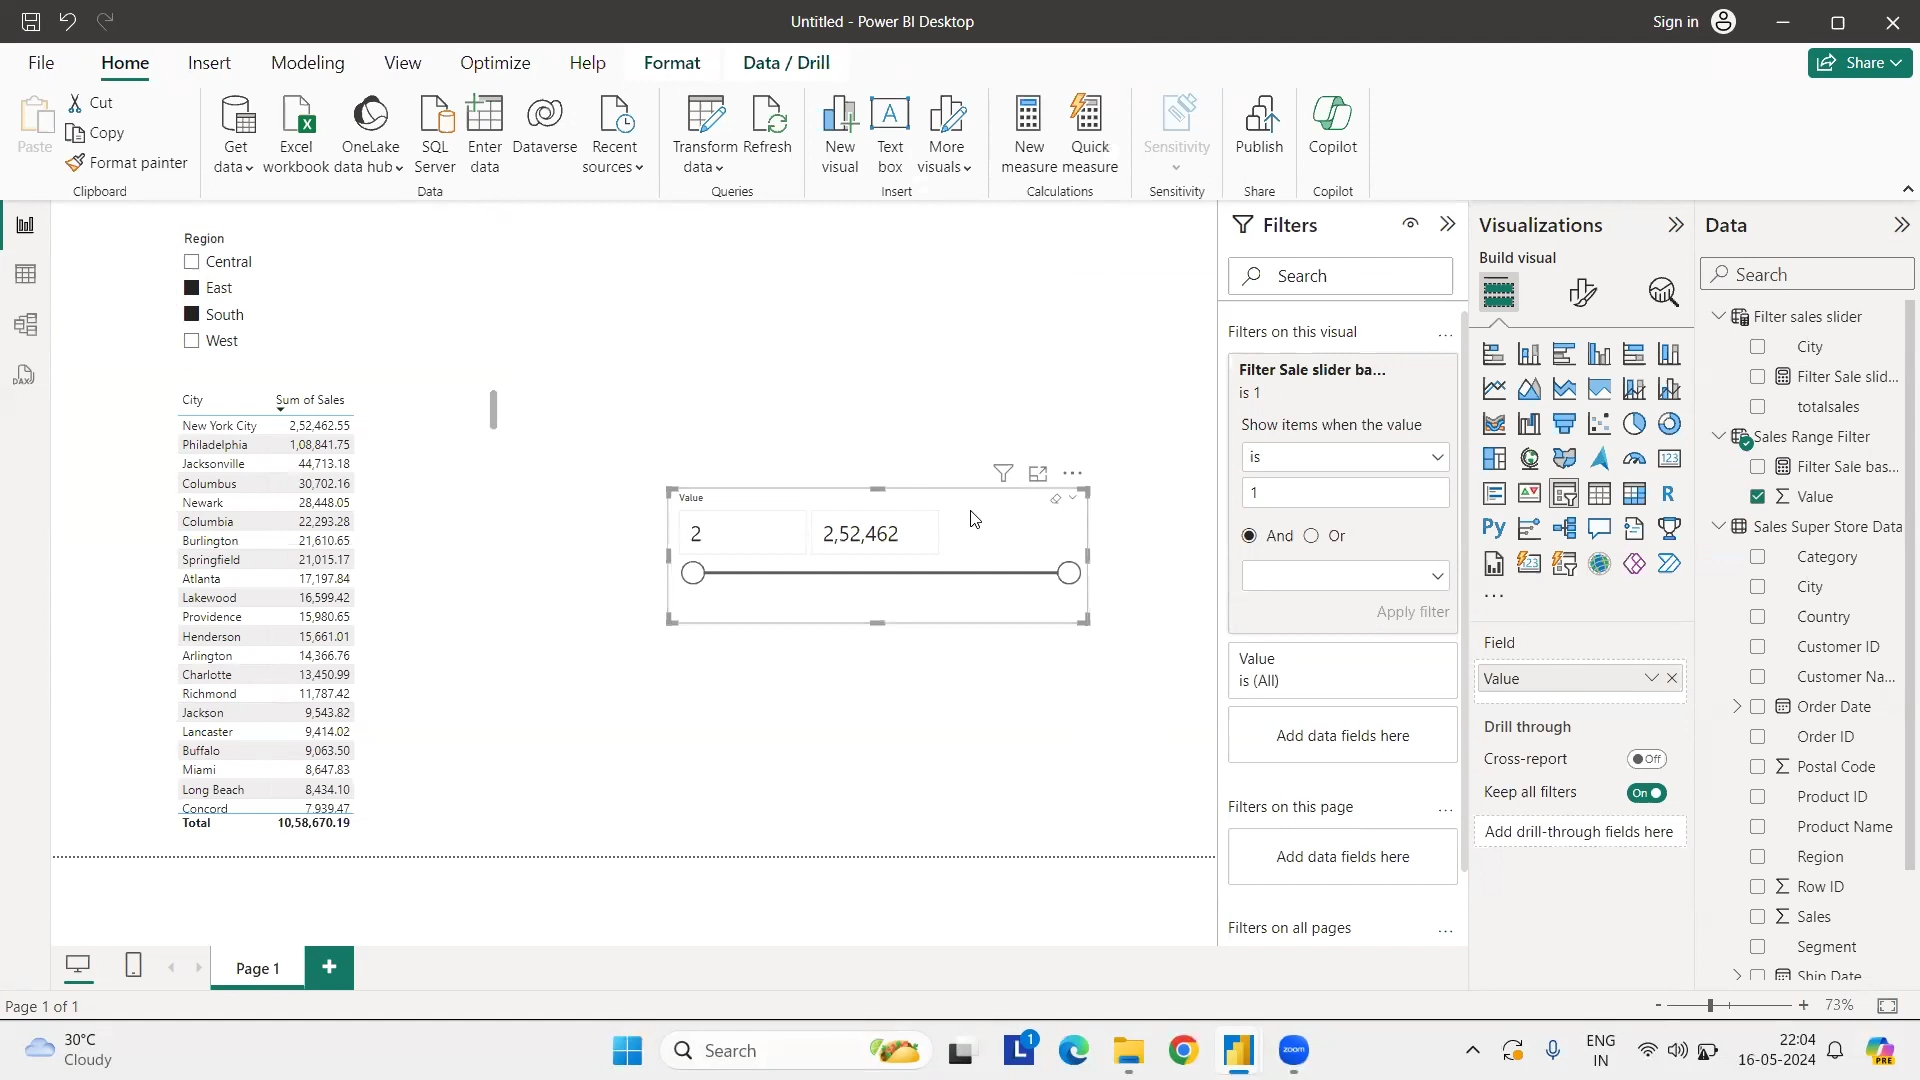 Untitled - Power BI Desktop
Sign in
File
Home
Insert
Modeling
View
Optimize
Help
Format
Data / Drill
Share
Paste
Cut
Copy
Format painter
Clipboard
Get data
Excel workbook
OneLake data hub
SQL Server
Enter data
Dataverse
Recent sources
Data
Transform data
Refresh
Queries
New visual
Text box
More visuals
Insert
New measure
Quick measure
Calculations
Sensitivity
Sensitivity
Publish
Share
Copilot
Copilot
Region
Central
East
South
West
City Sum of Sales
New York City 2,52,462.55
Philadelphia 1,08,841.75
Jacksonville 44,713.18
Columbus 30,702.16
Newark 28,448.05
Columbia 22,293.28
Burlington 21,610.65
Springfield 21,015.17
Atlanta 17,197.84
Lakewood 16,599.42
Providence 15,980.65
Henderson 15,661.01
Arlington 14,366.76
Charlotte 13,450.99
Richmond 11,787.42
Jackson 9,543.82
Lancaster 9,414.02
Buffalo 9,063.50
Miami 8,647.83
Long Beach 8,434.10
Concord 7,939.47
Total 10,58,670.19
Value
2
2,52,462
Filters
Search
Filters on this visual
Filter Sale slider ba...
is 1
Show items when the value
is
1
And
Or
Apply filter
Value
is (All)
Add data fields here
Filters on this page
Add data fields here
Filters on all pages
Visualizations
Build visual
123
R
Py
123
Field
Value
Drill through
Cross-report
Off
Keep all filters
On
Add drill-through fields here
Data
Search
Filter sales slider
City
Filter Sale slid...
totalsales
Sales Range Filter
Filter Sale bas...
Value
Sales Super Store Data
Category
City
Country
Customer ID
Customer Na...
Order Date
Order ID
Postal Code
Product ID
Product Name
Region
Row ID
Sales
Segment
Ship Date
Page 1
Page 1 of 1
73%
30°C
Cloudy
Search
1
zoom
ENG
IN
22:04
16-05-2024
PRE
DAX